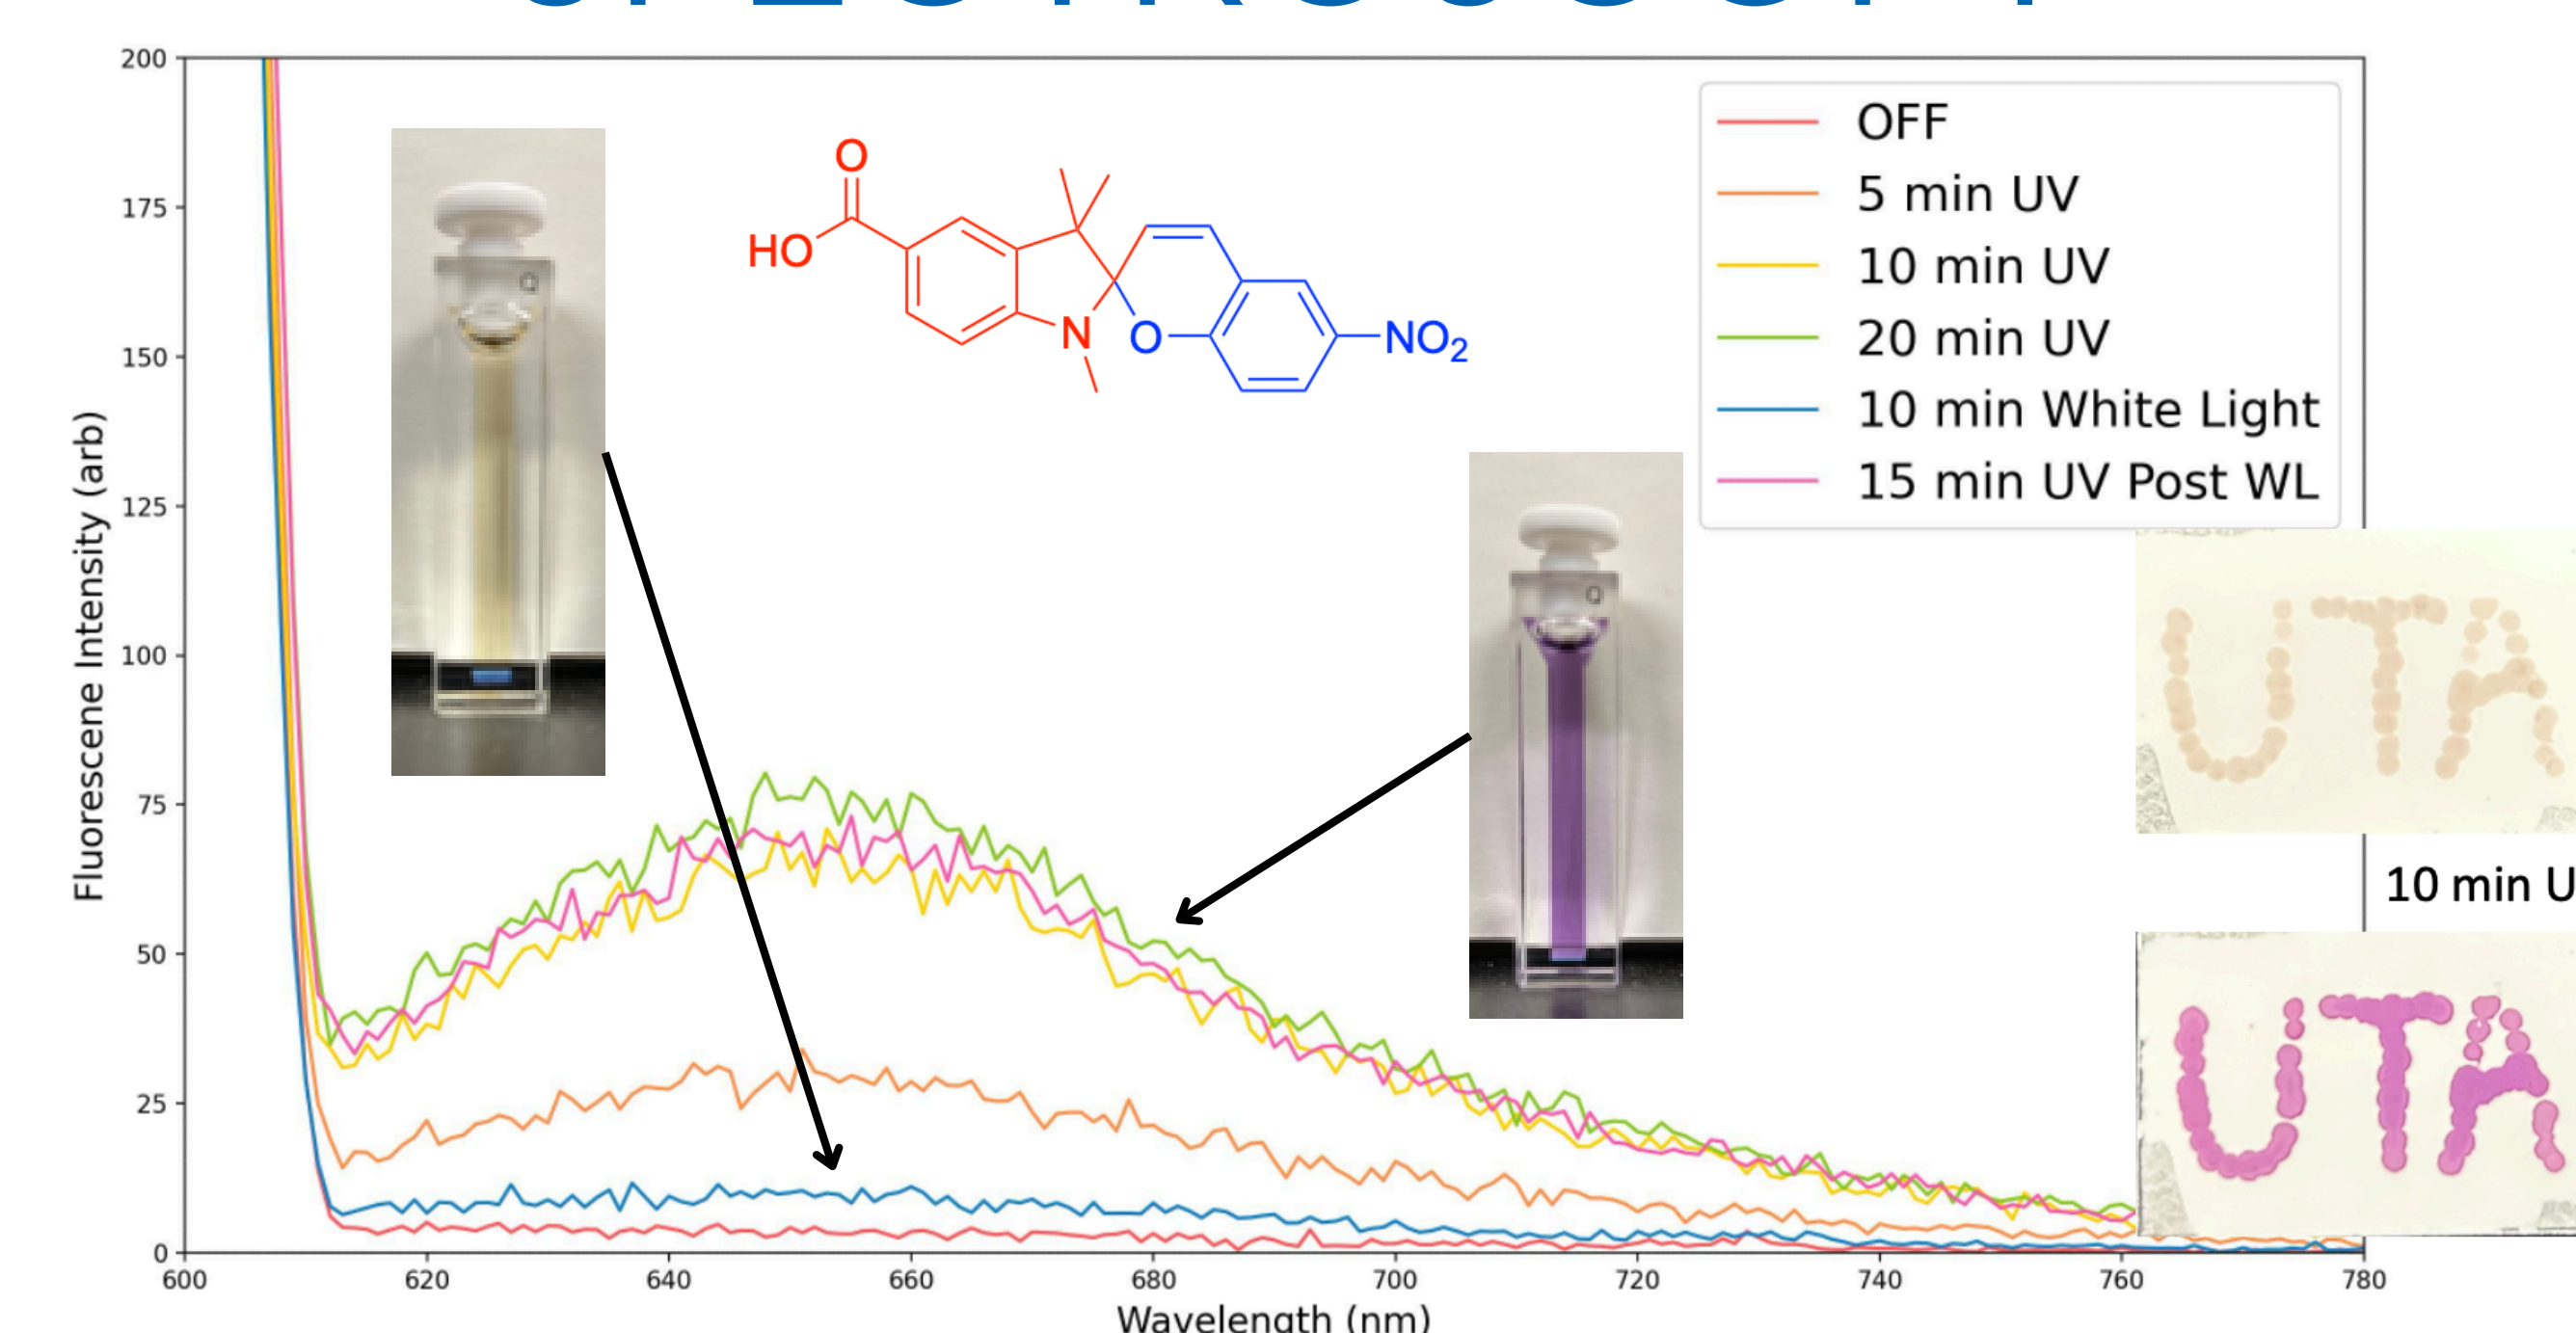 200
175
150
125
100
75
50
25
0
Fluorescene Intensity (arb)
600 620 640 660 680 700 720 740 760 780
Wavelength (nm)
O
HO
N
O
NO2
OFF
5 min UV
10 min UV
20 min UV
10 min White Light
15 min UV Post WL
Q
Q
UTA
10 min U
UTA